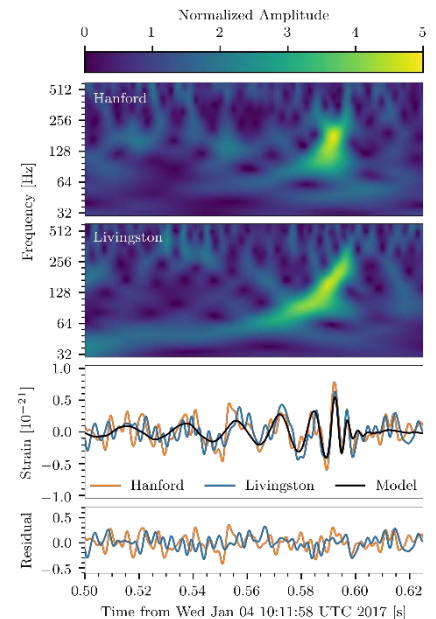 Normalized Amplitude
0 1 2 3 4 5
Hanford
512
256
128
64
32
Frequency [Hz]
Livingston
512
256
128
64
32
Strain [10⁻²¹]
1.0
0.5
0.0
−0.5
−1.0
Hanford Livingston Model
Residual
0.5
0.0
−0.5
0.50 0.52 0.54 0.56 0.58 0.60 0.62
Time from Wed Jan 04 10:11:58 UTC 2017 [s]